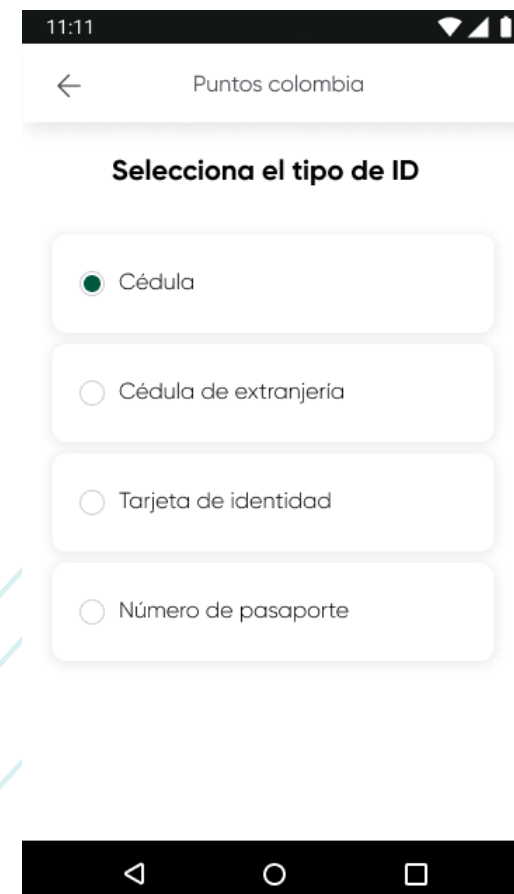 11:11
Puntos colombia
Selecciona el tipo de ID
Cédula
Cédula de extranjería
Tarjeta de identidad
Número de pasaporte